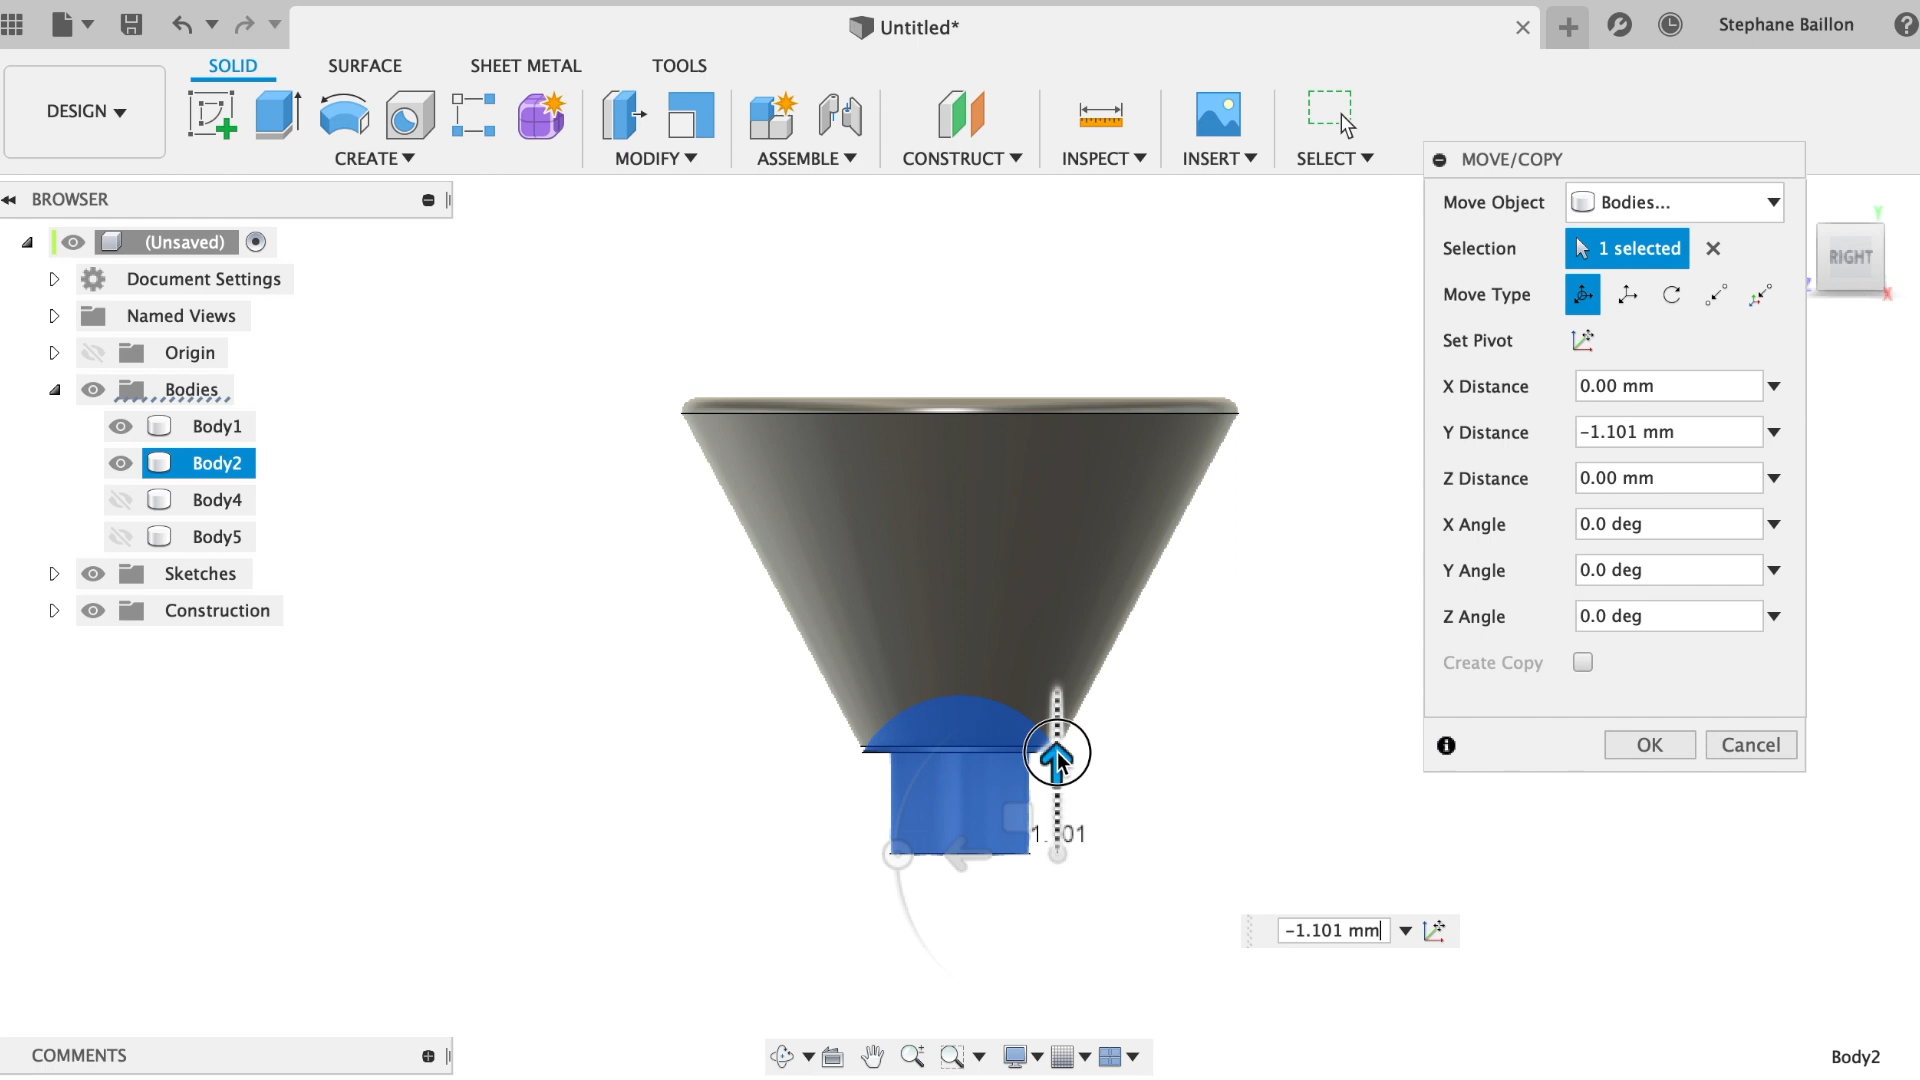 Untitled*
Stephane Baillon
SOLID SURFACE SHEET METAL TOOLS
DESIGN
CREATE MODIFY ASSEMBLE CONSTRUCT INSPECT INSERT SELECT
BROWSER
(Unsaved)
Document Settings
Named Views
Origin
Bodies
Body1
Body2
Body4
Body5
Sketches
Construction
MOVE/COPY
Move Object Bodies...
Selection 1 selected
Move Type
Set Pivot
X Distance 0.00 mm
Y Distance -1.101 mm
Z Distance 0.00 mm
X Angle 0.0 deg
Y Angle 0.0 deg
Z Angle 0.0 deg
Create Copy
OK Cancel
Y
RIGHT
Z
X
-1.101 mm
COMMENTS
Body2